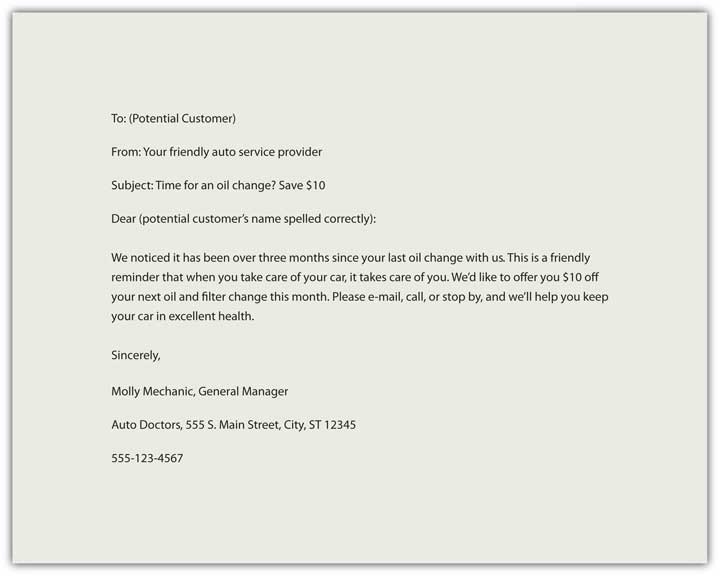 To: (Potential Customer)
From: Your friendly auto service provider
Subject: Time for an oil change? Save $10
Dear (potential customer’s name spelled correctly):
We noticed it has been over three months since your last oil change with us. This is a friendly
reminder that when you take care of your car, it takes care of you. We’d like to offer you $10 off
your next oil and filter change this month. Please e-mail, call, or stop by, and we’ll help you keep
your car in excellent health.
Sincerely,
Molly Mechanic, General Manager
Auto Doctors, 555 S. Main Street, City, ST 12345
555-123-4567